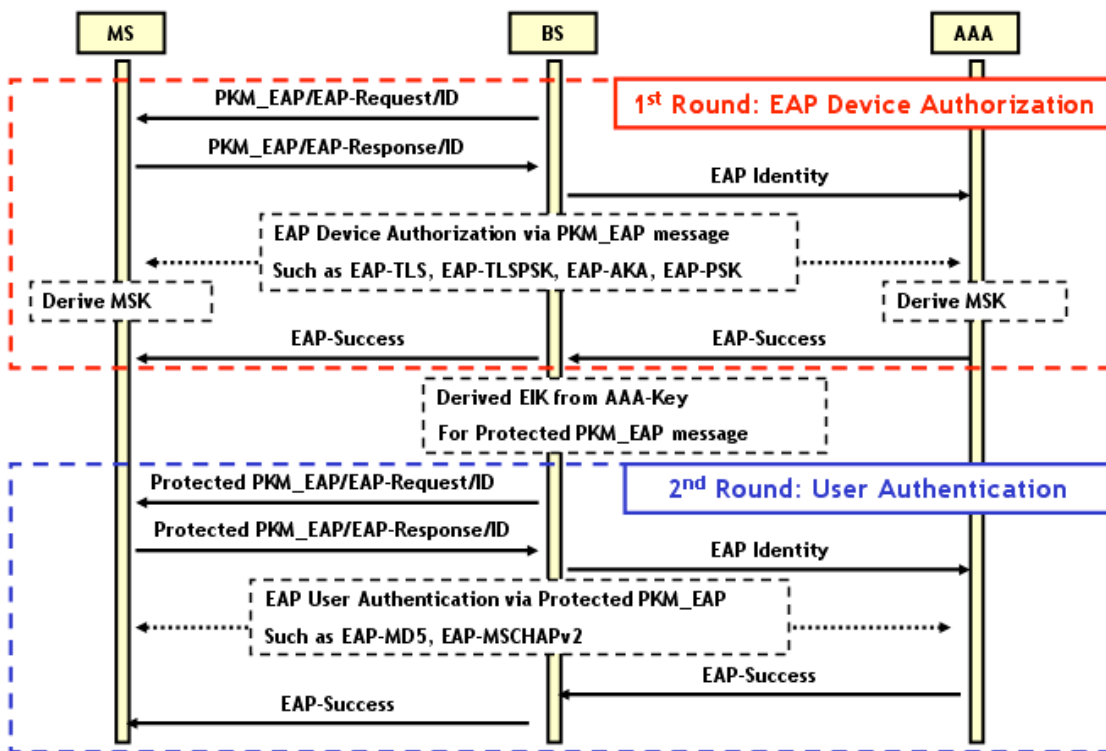 MS
BS
AAA
1st Round: EAP Device Authorization
PKM_EAP/EAP-Request/ID
PKM_EAP/EAP-Response/ID
EAP Identity
EAP Device Authorization via PKM_EAP message
Such as EAP-TLS, EAP-TLSPSK, EAP-AKA, EAP-PSK
Derive MSK
Derive MSK
EAP-Success
EAP-Success
Derived EIK from AAA-Key
For Protected PKM_EAP message
2nd Round: User Authentication
Protected PKM_EAP/EAP-Request/ID
Protected PKM_EAP/EAP-Response/ID
EAP Identity
EAP User Authentication via Protected PKM_EAP
Such as EAP-MD5, EAP-MSCHAPv2
EAP-Success
EAP-Success